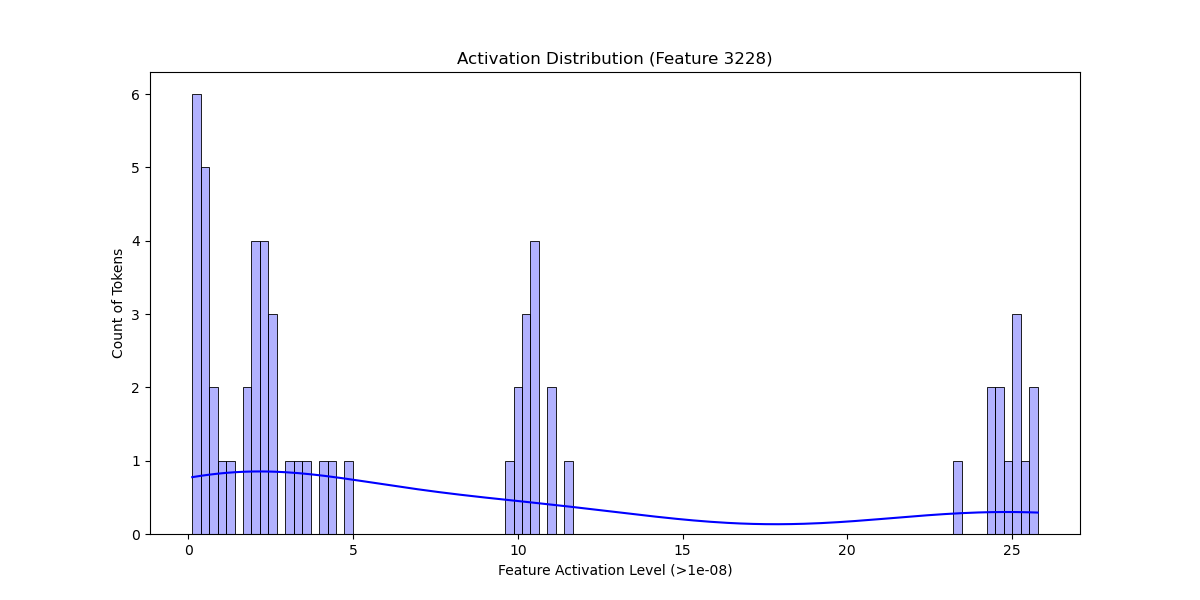 Activation Distribution (Feature 3228)
6
5
4
3
2
1
0
Count of Tokens
0 5 10 15 20 25
Feature Activation Level (>1e-08)